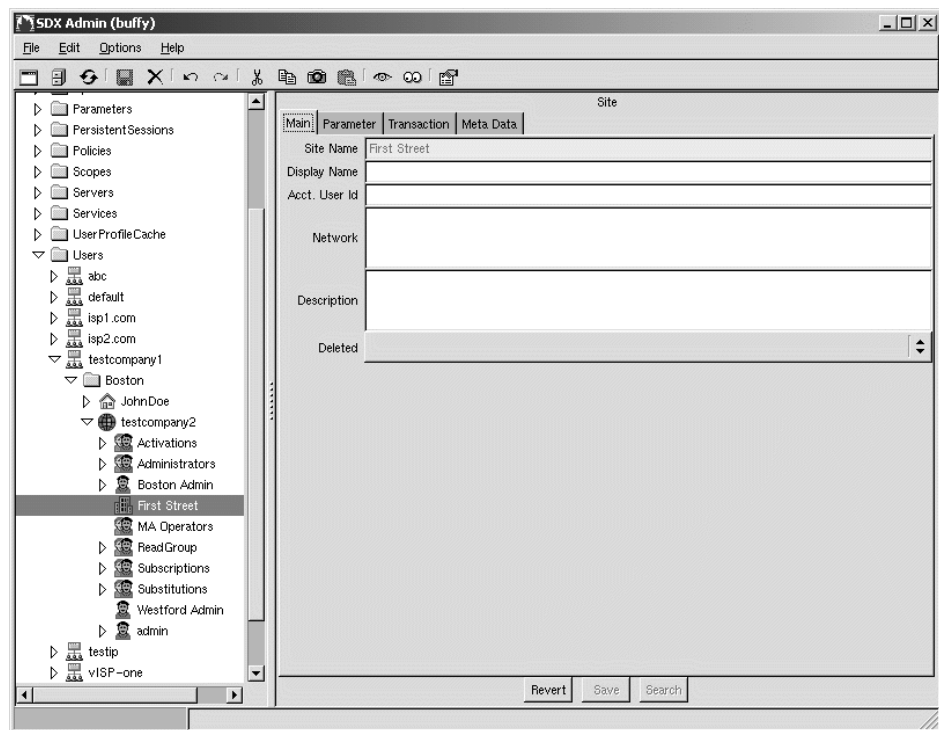 SDX Admin (buffy)
File Edit Options Help
Parameters
PersistentSessions
Policies
Scopes
Servers
Services
UserProfileCache
Users
abc
default
isp1.com
isp2.com
testcompany1
Boston
JohnDoe
testcompany2
Activations
Administrators
Boston Admin
First Street
MA Operators
ReadGroup
Subscriptions
Substitutions
Westford Admin
admin
testip
vISP-one
Site
Main Parameter Transaction Meta Data
Site Name First Street
Display Name
Acct. User Id
Network
Description
Deleted
Revert Save Search